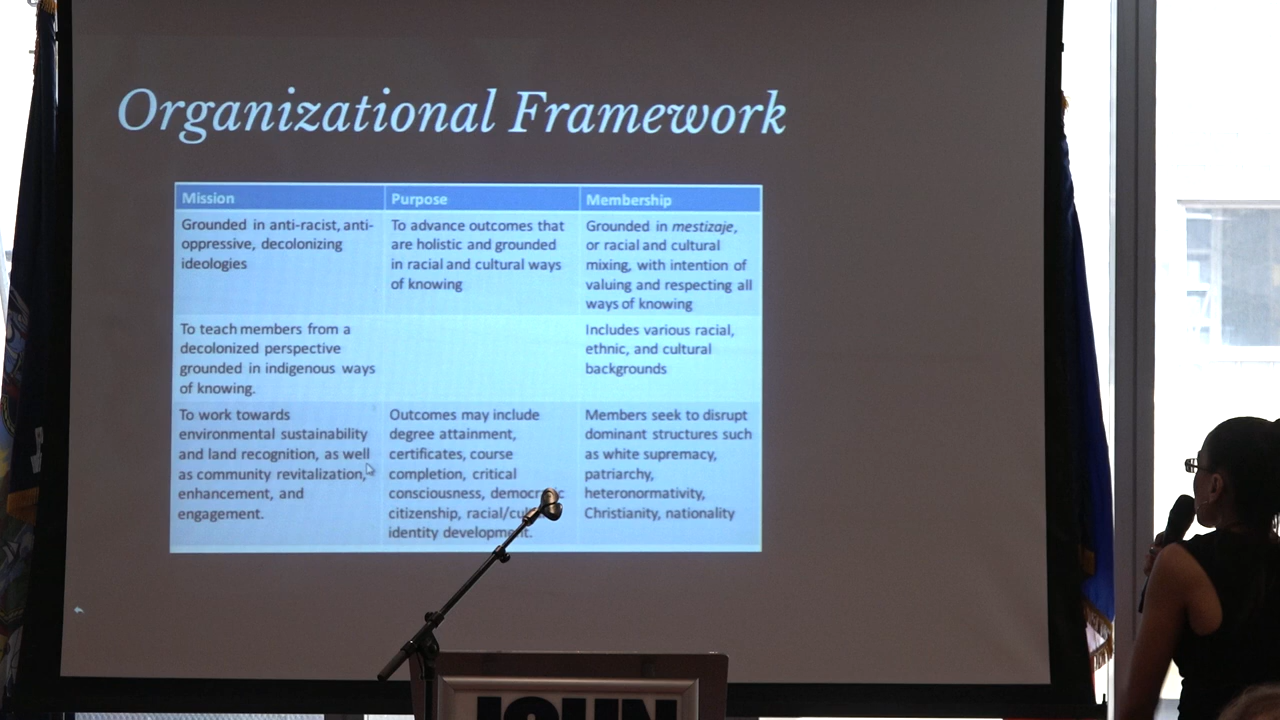 Organizational Framework
Mission
Purpose
Membership
Grounded in anti-racist, anti-
oppressive, decolonizing
ideologies
To advance outcomes that
are holistic and grounded
in racial and cultural ways
of knowing
Grounded in mestizaje,
or racial and cultural
mixing, with intention of
valuing and respecting all
ways of knowing
To teach members from a
decolonized perspective
grounded in indigenous ways
of knowing.
Includes various racial,
ethnic, and cultural
backgrounds
To work towards
environmental sustainability
and land recognition, as well
as community revitalization,
enhancement, and
engagement.
Outcomes may include
degree attainment,
certificates, course
completion, critical
consciousness, democratic
citizenship, racial/cultural
identity development.
Members seek to disrupt
dominant structures such
as white supremacy,
patriarchy,
heteronormativity,
Christianity, nationality
JOHN